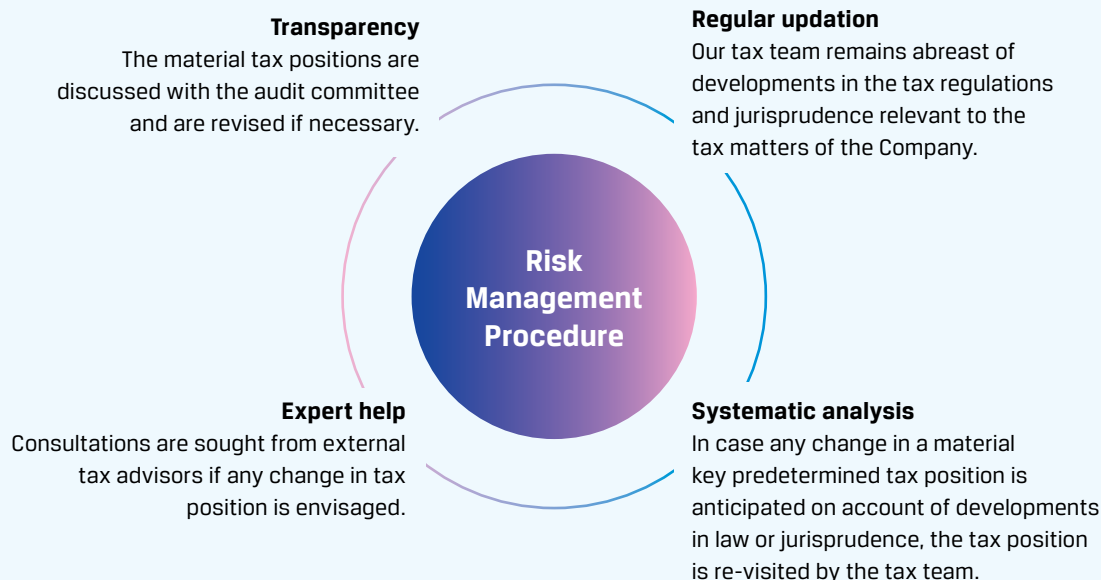 Transparency
The material tax positions are
discussed with the audit committee
and are revised if necessary.
Regular updation
Our tax team remains abreast of
developments in the tax regulations
and jurisprudence relevant to the
tax matters of the Company.
Risk
Management
Procedure
Expert help
Consultations are sought from external
tax advisors if any change in tax
position is envisaged.
Systematic analysis
In case any change in a material
key predetermined tax position is
anticipated on account of developments
in law or jurisprudence, the tax position
is re-visited by the tax team.